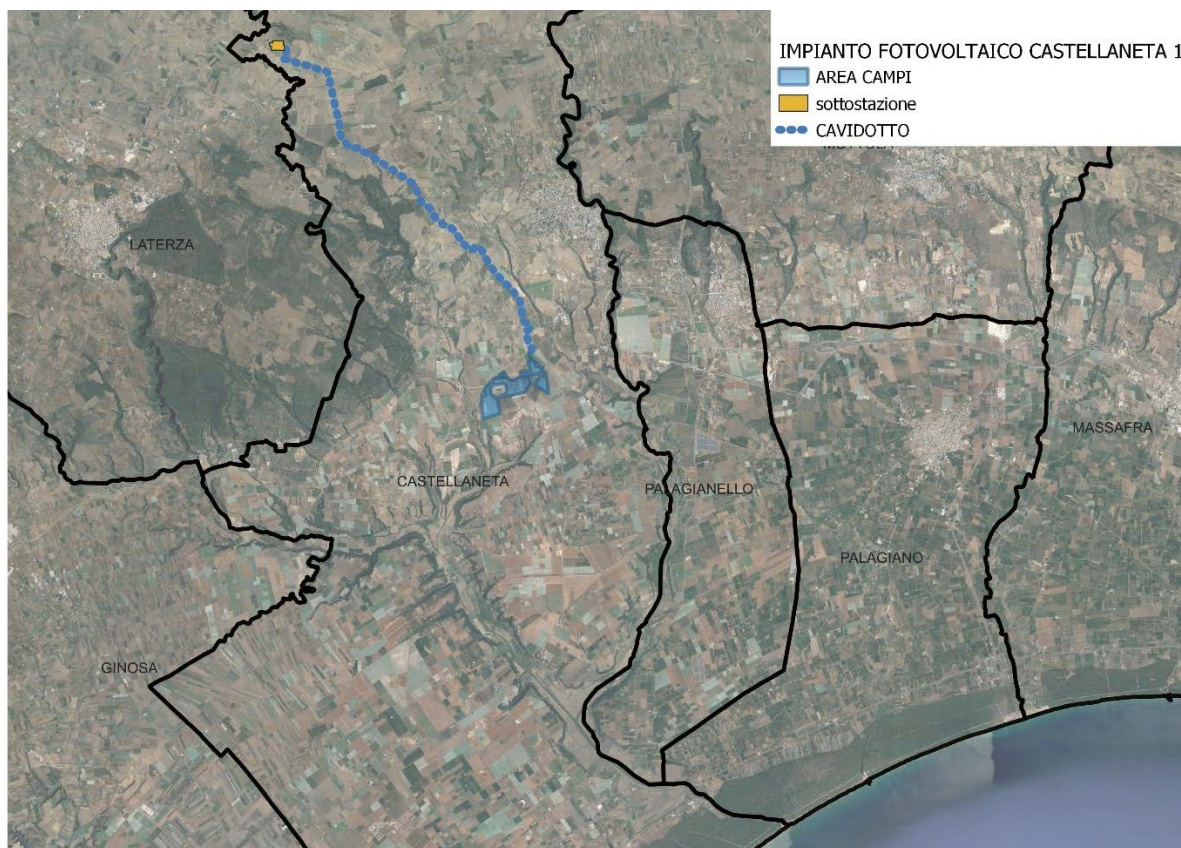 IMPIANTO FOTOVOLTAICO CASTELLANETA 1
AREA CAMPI
sottostazione
CAVIDOTTO
LATERZA
MASSAFRA
CASTELLANETA
PALAGIANELLO
PALAGIANO
GINOSA